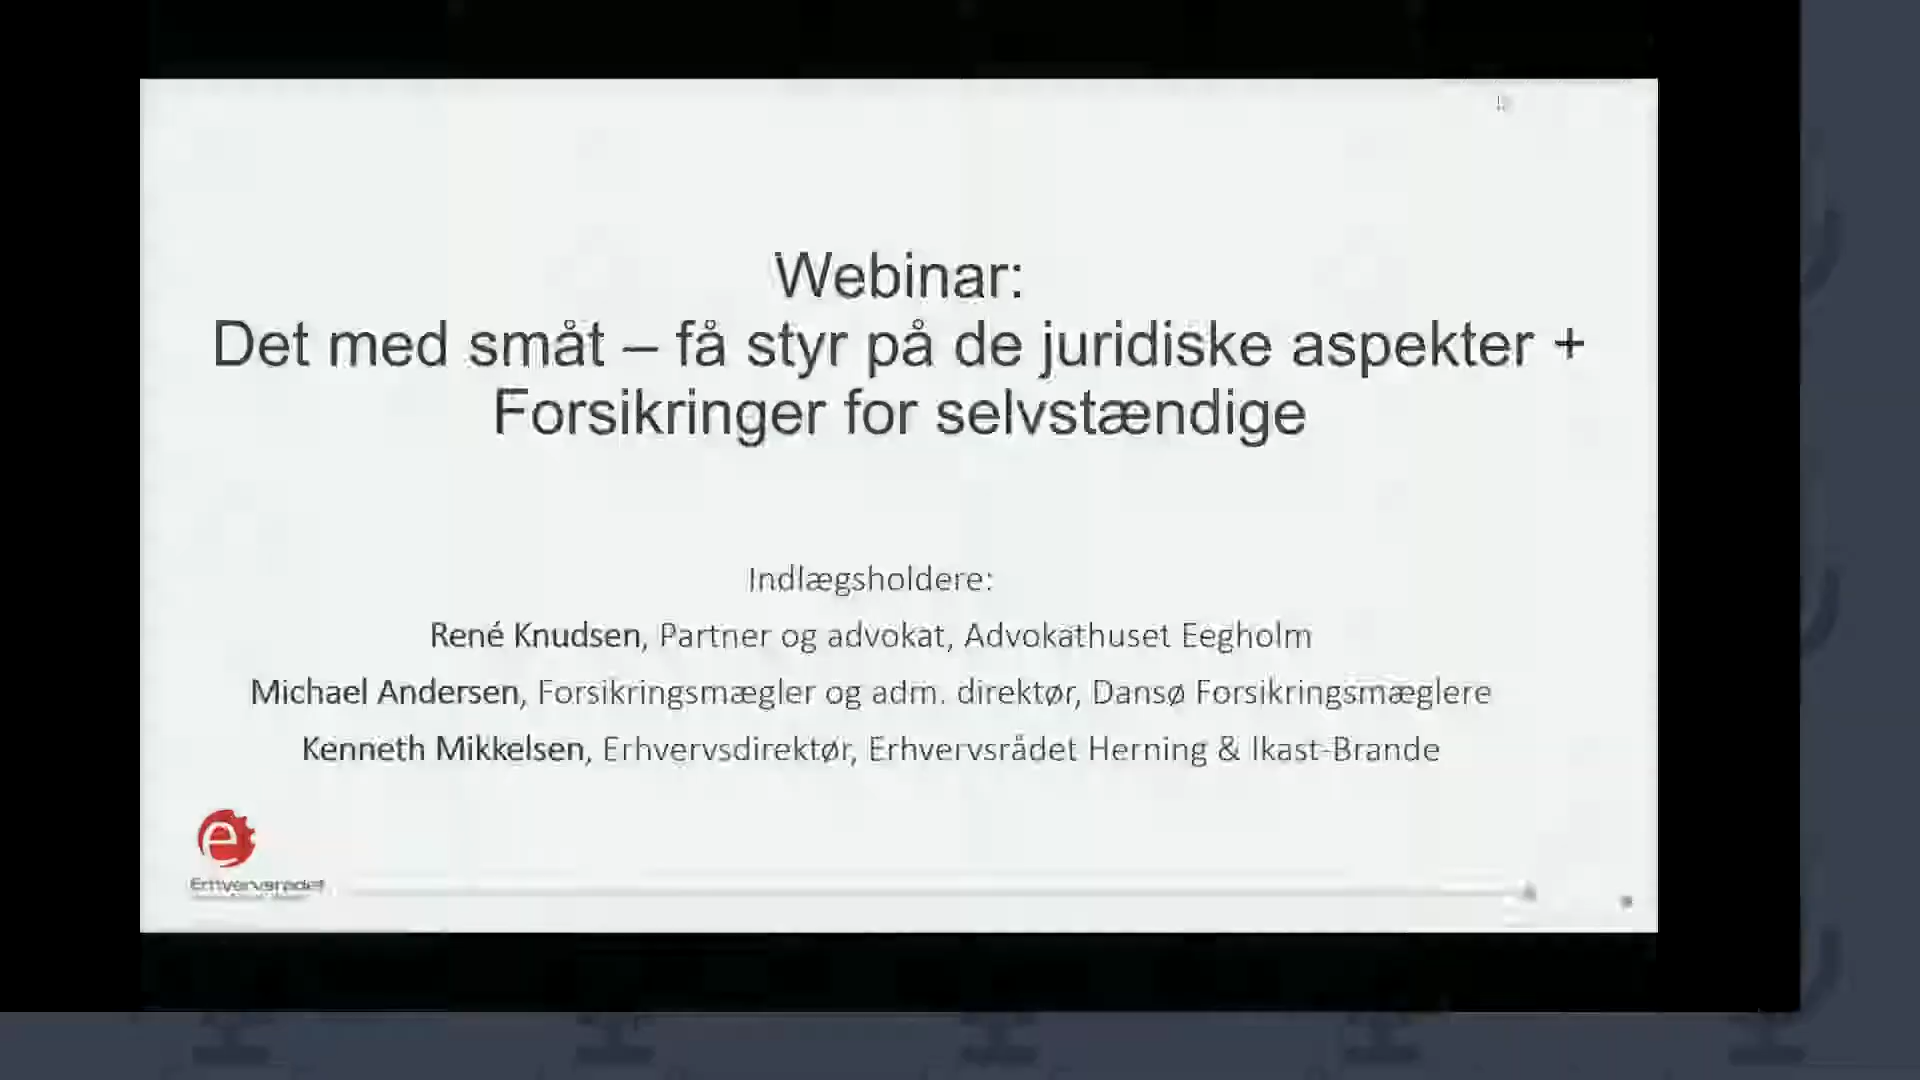 Webinar:
Det med småt – få styr på de juridiske aspekter +
Forsikringer for selvstændige
Indlægsholdere:
René Knudsen, Partner og advokat, Advokathuset Eegholm
Michael Andersen, Forsikringsmægler og adm. direktør, Dansø Forsikringsmæglere
Kenneth Mikkelsen, Erhvervsdirektør, Erhvervsrådet Herning & Ikast-Brande
e
Erhvervsrådet